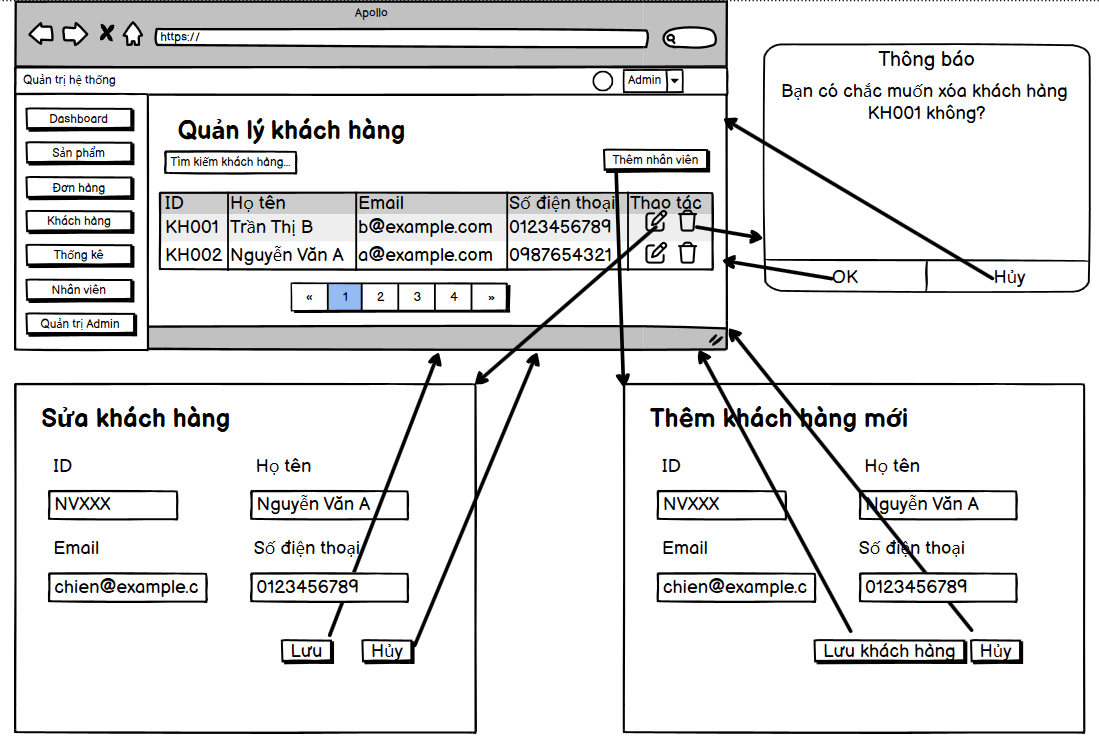 Apollo
https://
Quản trị hệ thống
Admin
Dashboard
Sản phẩm
Đơn hàng
Khách hàng
Thống kê
Nhân viên
Quản trị Admin
Quản lý khách hàng
Tìm kiếm khách hàng...
Thêm nhân viên
ID Họ tên Email Số điện thoại Thao tác
KH001 Trần Thị B b@example.com 0123456789
KH002 Nguyễn Văn A a@example.com 0987654321
« 1 2 3 4 »
Thông báo
Bạn có chắc muốn xóa khách hàng
KH001 không?
OK Hủy
Sửa khách hàng
ID Họ tên
NVXXX Nguyễn Văn A
Email Số điện thoại
chien@example.c 0123456789
Lưu Hủy
Thêm khách hàng mới
ID Họ tên
NVXXX Nguyễn Văn A
Email Số điện thoại
chien@example.c 0123456789
Lưu khách hàng Hủy